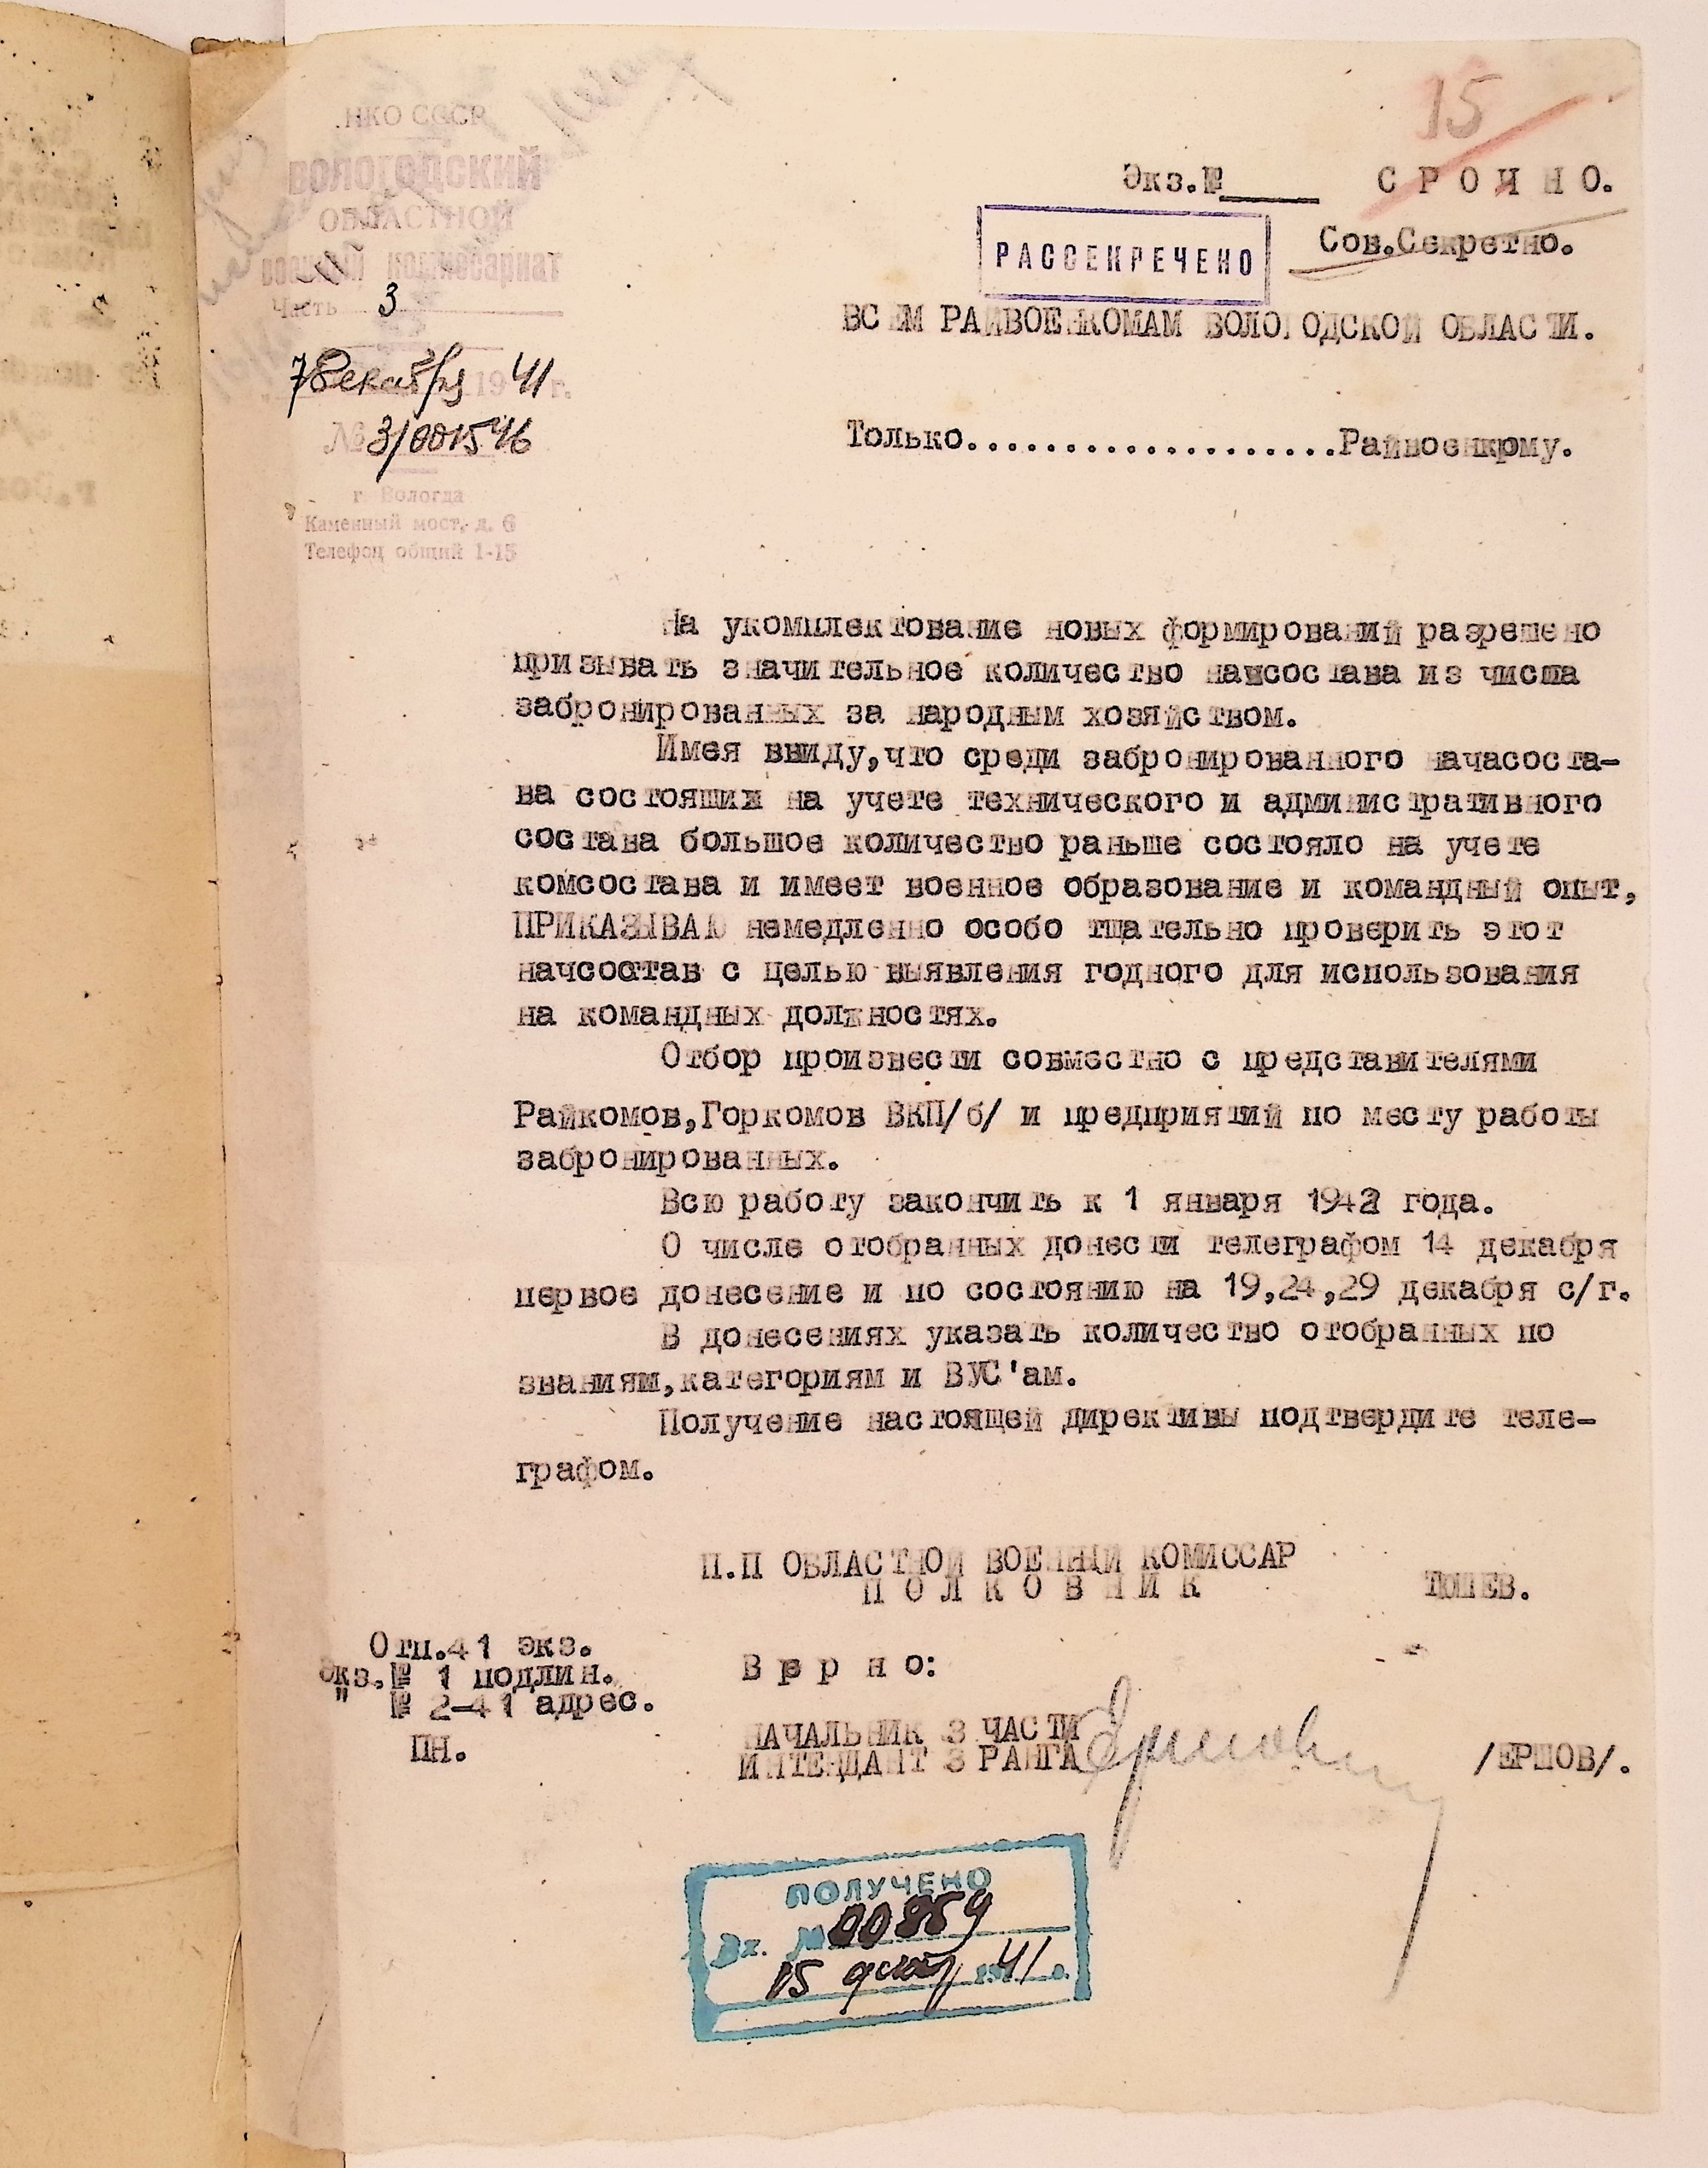 15
НКО СССР
ВОЛОГОДСКИЙ
ОБЛАСТНОЙ
военный комиссариат
Часть 3
7 декабря 1941 г.
№ 3/001546
г. Вологда
Каменный мост, д. 6
Телефон общий 1-15
Экз.№____ С Р О Ч Н О.
Сов.Секретно.
РАССЕКРЕЧЕНО
ВСЕМ РАЙВОЕНКОМАМ ВОЛОГОДСКОЙ ОБЛАСТИ.
Только...................Райвоенкому.
На укомплектование новых формирований разрешено
призывать значительное количество начсостава из числа
забронированных за народным хозяйством.
Имея ввиду,что среди забронированного начасоста-
ва состоящих на учете технического и административного
состава большое количество раньше состояло на учете
комсостава и имеет военное образование и командный опыт,
ПРИКАЗЫВАЮ немедленно особо тщательно проверить этот
начсостав с целью выявления годного для использования
на командных должностях.
Отбор произвести совместно с представителями
Райкомов,Горкомов ВКП/б/ и предприятий по месту работы
забронированных.
Всю работу закончить к 1 января 1942 года.
О числе отобранных донести телеграфом 14 декабря
первое донесение и по состоянию на 19,24,29 декабря с/г.
В донесениях указать количество отобранных по
званиям,категориям и ВУС'ам.
Получение настоящей директивы подтвердите теле-
графом.
П.П ОБЛАСТНОЙ ВОЕННЫЙ КОМИССАР
П О Л К О В Н И К ТОПЕВ.
Отп.41 экз.
Экз.№ 1 подлин.
" № 2-41 адрес.
ПН.
В е р н о:
НАЧАЛЬНИК 3 ЧАСТИ
ИНТЕНДАНТ 3 РАНГА Ершов /ЕРШОВ/.
ПОЛУЧЕНО
Вх. № 00859
15 декаб 1941 г.